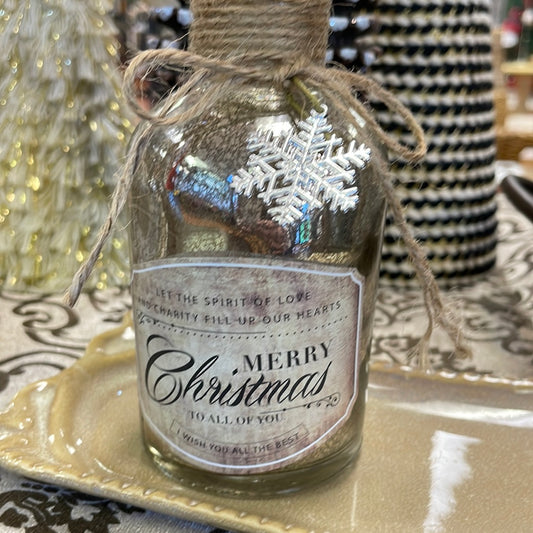 LET THE SPIRIT OF LOVE
AND CHARITY FILL UP OUR HEARTS
MERRY
Christmas
TO ALL OF YOU
I WISH YOU ALL THE BEST